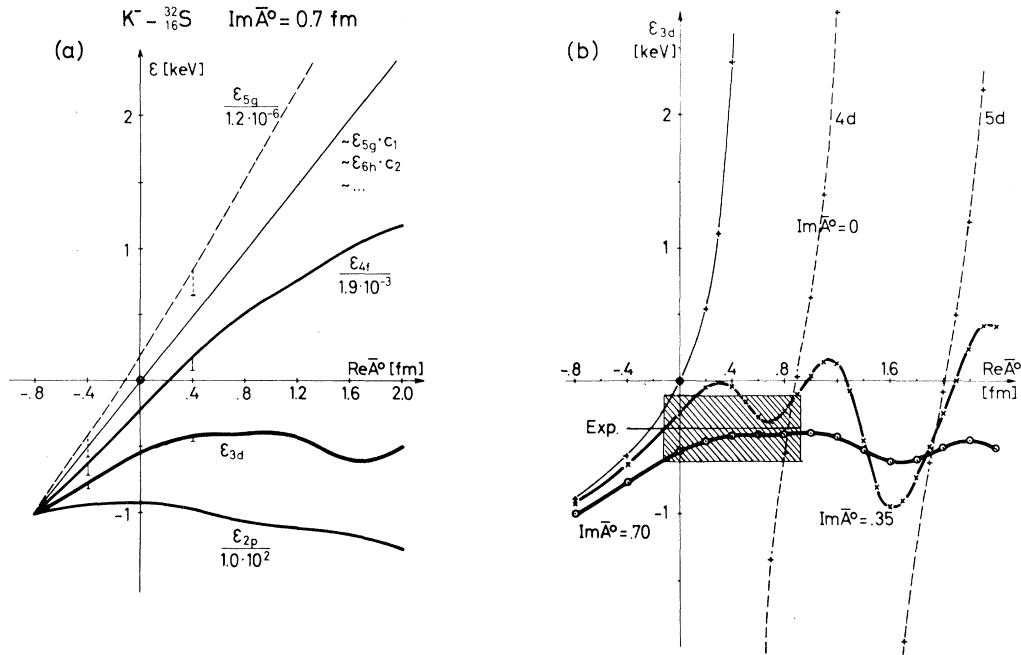 K⁻ – ³²₁₆S   Im Ā° = 0.7 fm
(a)
ε [keV]
ε₅g
1.2·10⁻⁶
2
~ε₅g·c₁
~ε₆h·c₂
~...
1
ε₄f
1.9·10⁻³
Re Ā° [fm]
-.8 -.4 .4 .8 1.2 1.6 2.0
ε₃d
-1
ε₂p
1.0·10²
(b)
ε₃d
[keV]
2
4d
5d
1
Im Ā° = 0
Re Ā°
[fm]
-.8 -.4 .4 .8 1.6
Exp.
-1
Im Ā° = .70
Im Ā° = .35